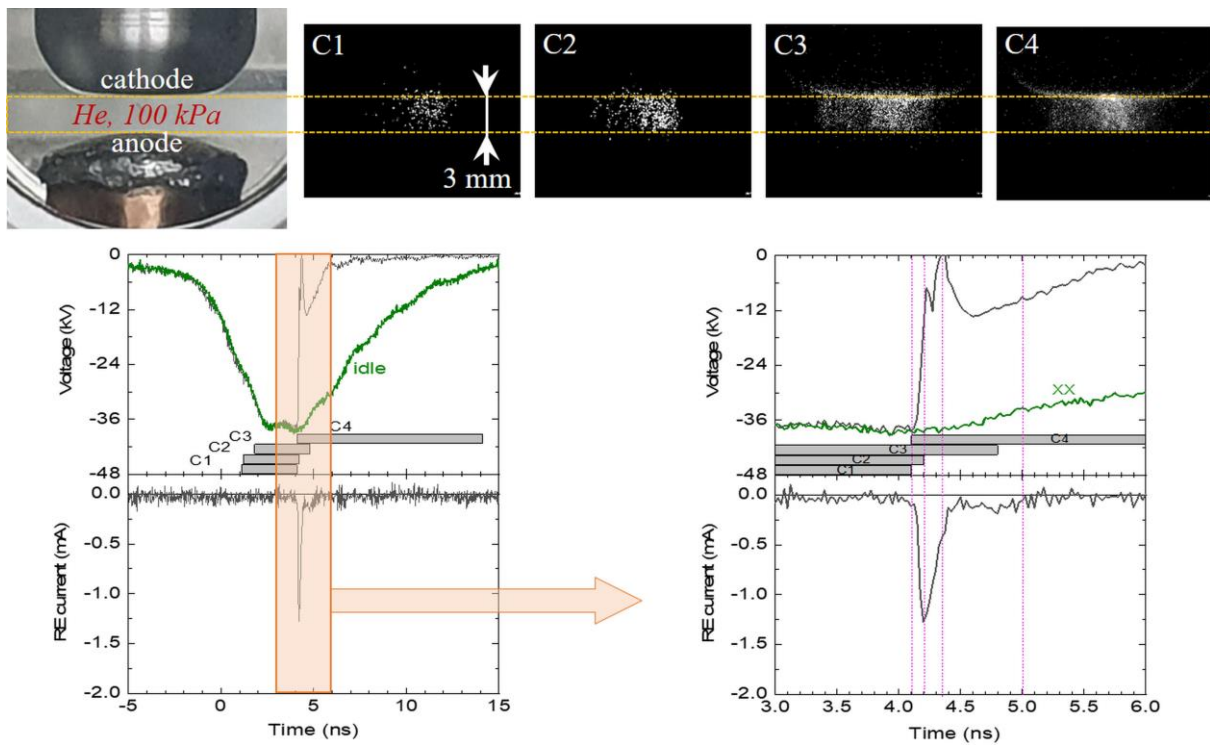 cathode
He, 100 kPa
anode
C1
3 mm
C2
C3
C4
0
-12
-24
-36
-48
Voltage (kV)
idle
C4
C3
C2
C1
0.0
-0.5
-1.0
-1.5
-2.0
RE current (mA)
-5
0
5
10
15
Time (ns)
0
-12
-24
-36
-48
Voltage (kV)
XX
C4
C3
C2
C1
0.0
-0.5
-1.0
-1.5
-2.0
RE current (mA)
3.0
3.5
4.0
4.5
5.0
5.5
6.0
Time (ns)